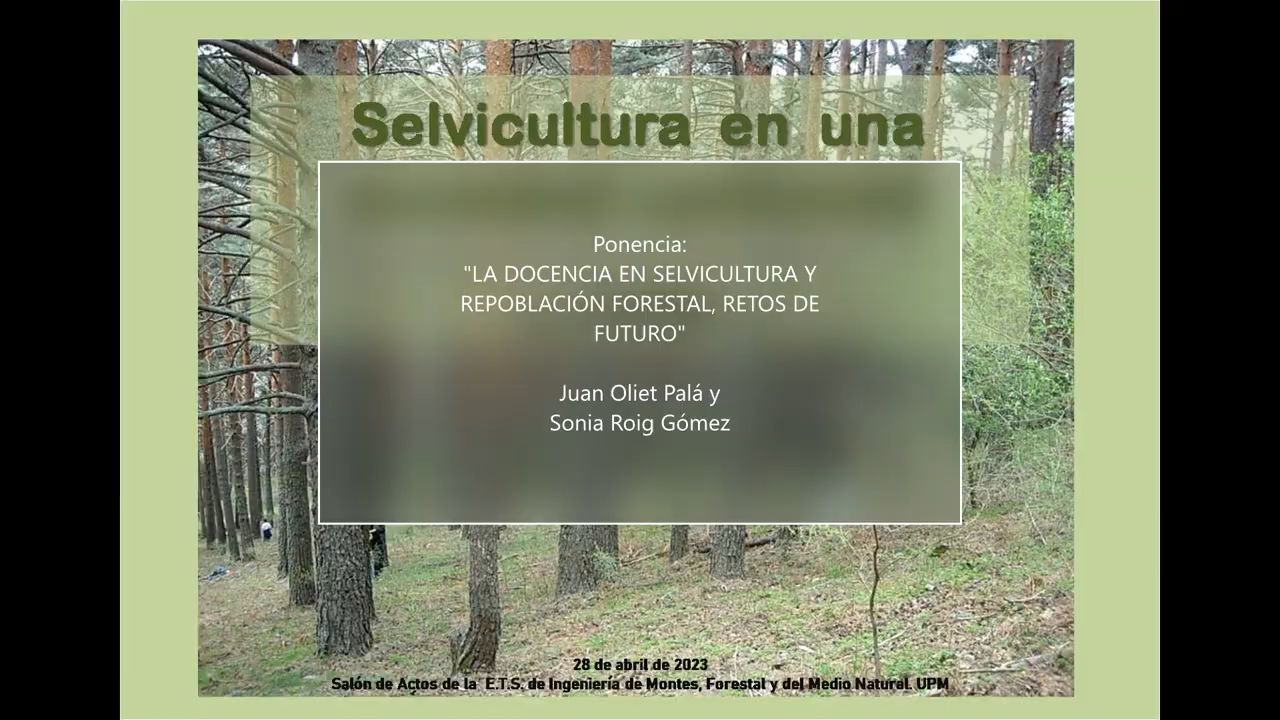 Selvicultura en una
Ponencia:
"LA DOCENCIA EN SELVICULTURA Y
REPOBLACIÓN FORESTAL, RETOS DE
FUTURO"
Juan Oliet Palá y
Sonia Roig Gómez
28 de abril de 2023
Salón de Actos de la E.T.S. de Ingeniería de Montes, Forestal y del Medio Natural. UPM